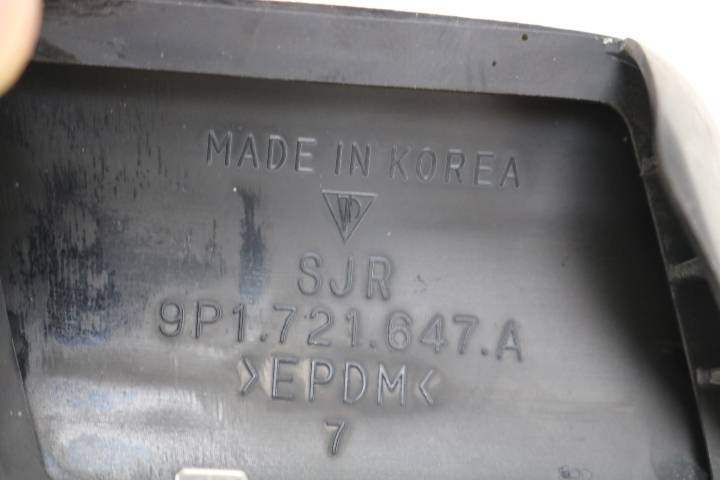 MADE IN KOREA
SJR
9P1.721.647.A
>EPDM<
7